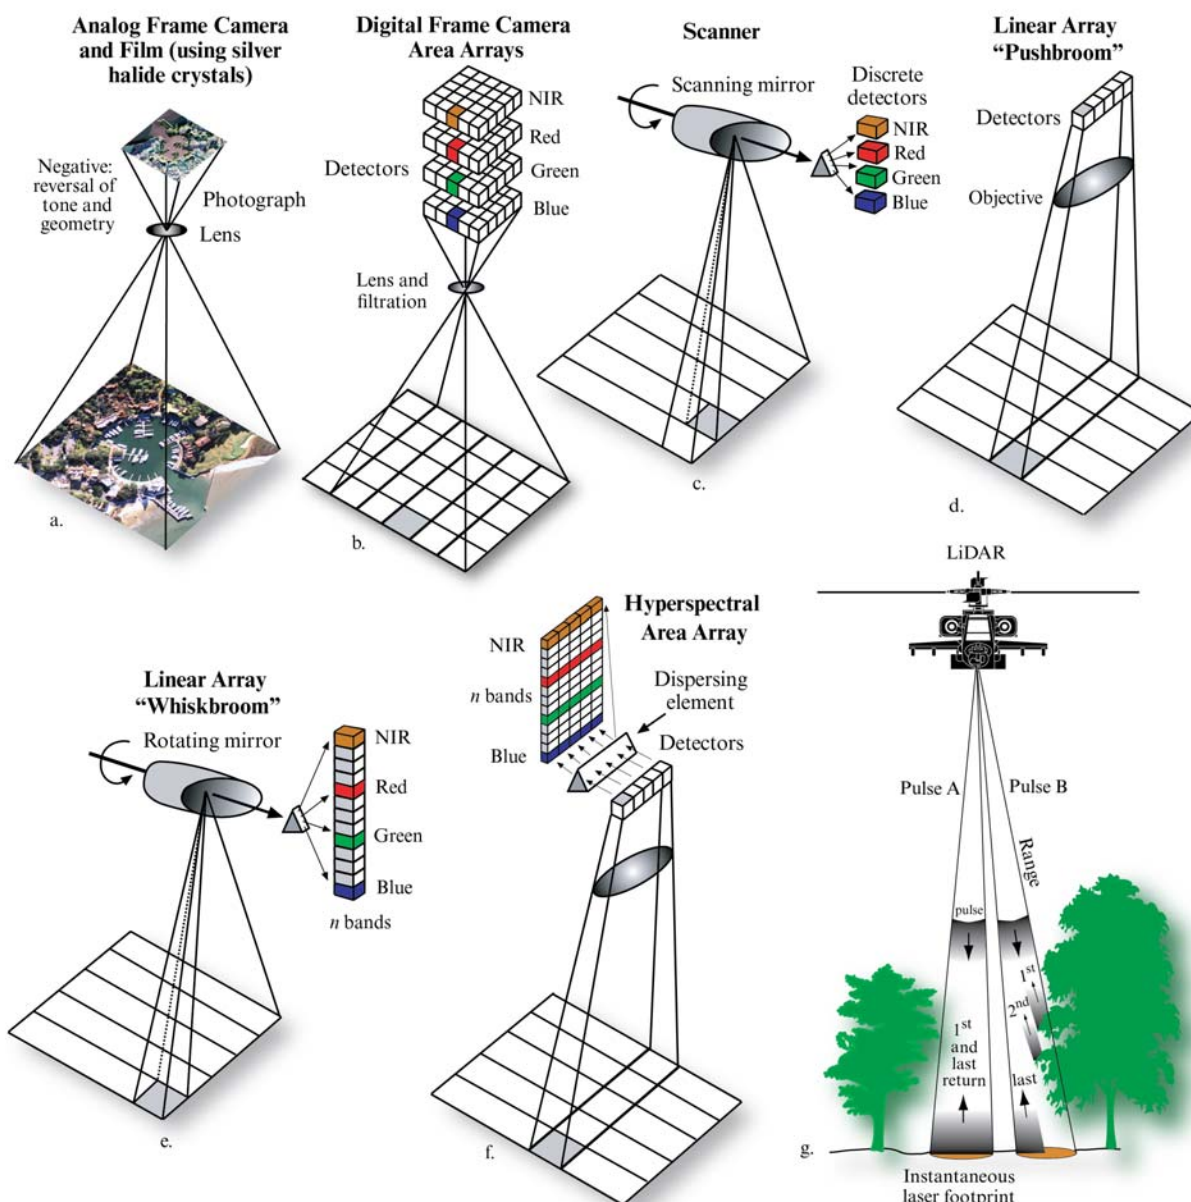 Analog Frame Camera
and Film (using silver
halide crystals)
Negative:
reversal of
tone and
geometry
Photograph
Lens
a.
Digital Frame Camera
Area Arrays
NIR
Red
Detectors
Green
Blue
Lens and
filtration
b.
Scanner
Scanning mirror
Discrete
detectors
NIR
Red
Green
Blue
c.
Linear Array
“Pushbroom”
Detectors
Objective
d.
Linear Array
“Whiskbroom”
Rotating mirror
NIR
Red
Green
Blue
n bands
e.
Hyperspectral
Area Array
NIR
n bands
Blue
Dispersing
element
Detectors
f.
LiDAR
Pulse A
Pulse B
Range
pulse
1st
2nd
1st
and
last
return
last
g.
Instantaneous
laser footprint